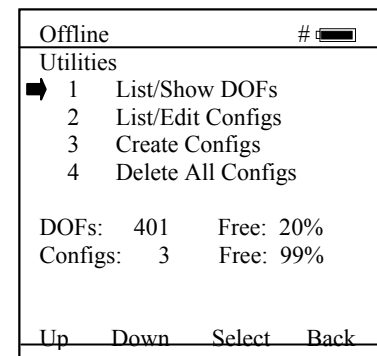 Offline #
Utilities
1 List/Show DOFs
2 List/Edit Configs
3 Create Configs
4 Delete All Configs
DOFs: 401 Free: 20%
Configs: 3 Free: 99%
Up Down Select Back